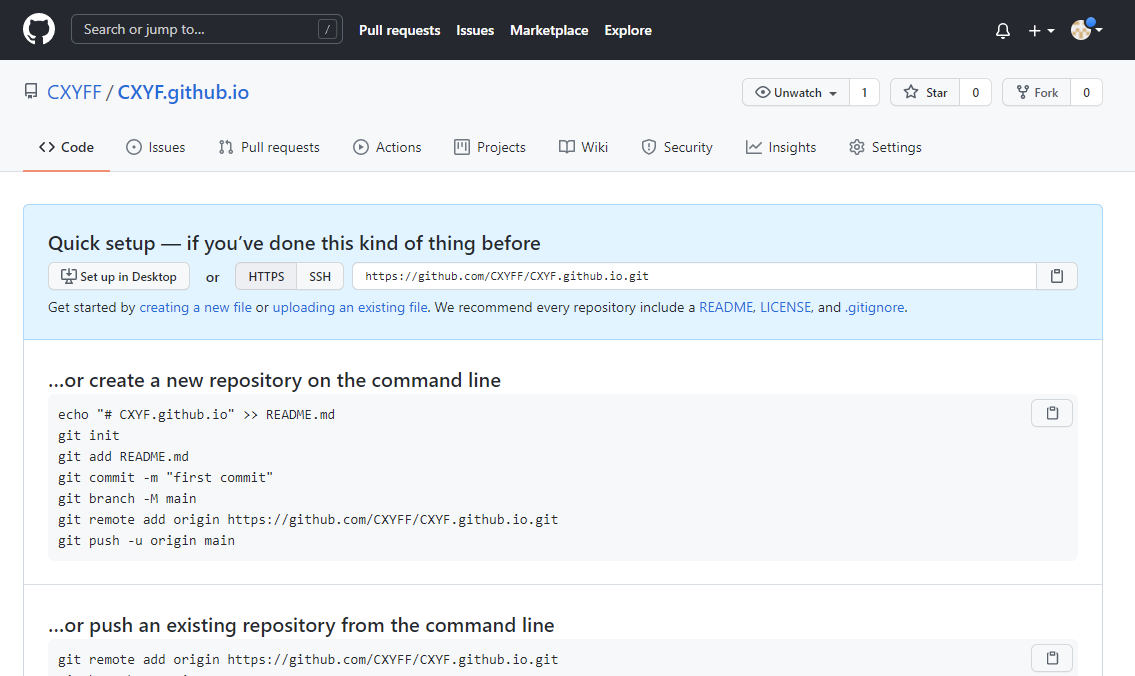 Search or jump to... / Pull requests Issues Marketplace Explore
CXYFF / CXYF.github.io Unwatch 1 Star 0 Fork 0
Code Issues Pull requests Actions Projects Wiki Security Insights Settings
Quick setup — if you’ve done this kind of thing before
Set up in Desktop or HTTPS SSH https://github.com/CXYFF/CXYF.github.io.git
Get started by creating a new file or uploading an existing file. We recommend every repository include a README, LICENSE, and .gitignore.
…or create a new repository on the command line
echo "# CXYF.github.io" >> README.md
git init
git add README.md
git commit -m "first commit"
git branch -M main
git remote add origin https://github.com/CXYFF/CXYF.github.io.git
git push -u origin main
…or push an existing repository from the command line
git remote add origin https://github.com/CXYFF/CXYF.github.io.git